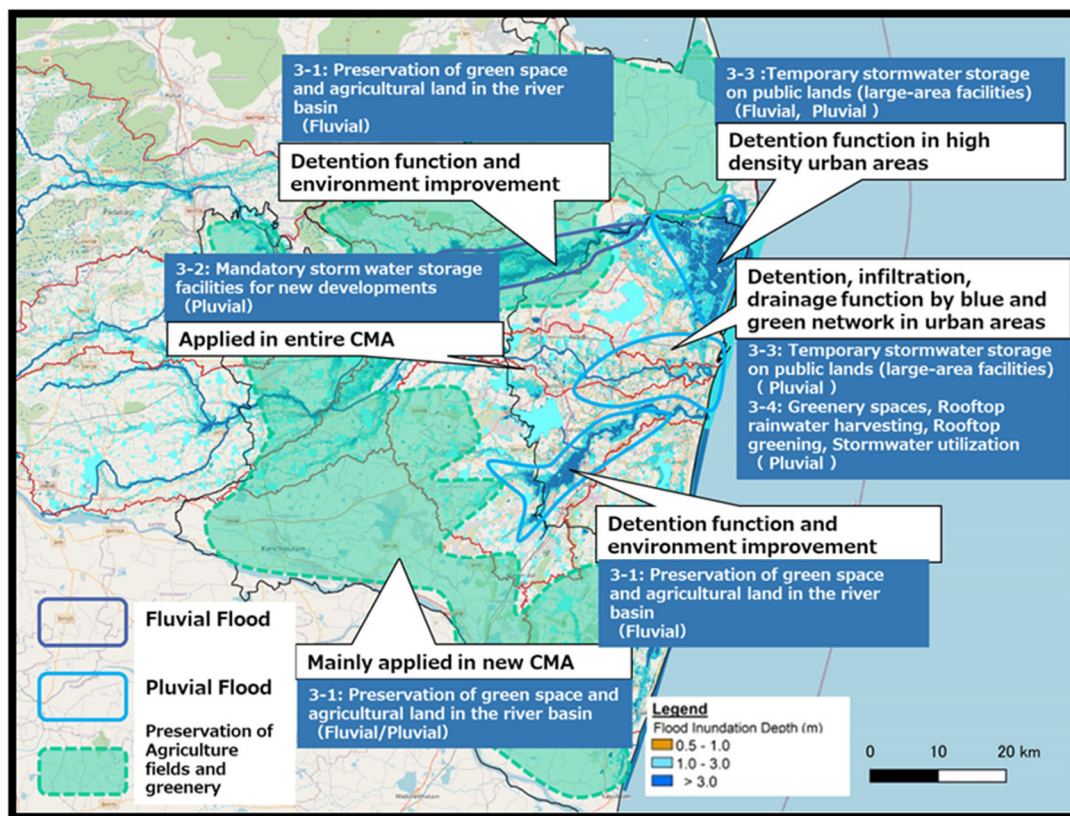 3-1: Preservation of green space
and agricultural land in the river
basin
（Fluvial)
Detention function and
environment improvement
3-3 :Temporary stormwater storage
on public lands (large-area facilities)
(Fluvial, Pluvial )
Detention function in high
density urban areas
3-2: Mandatory storm water storage
facilities for new developments
（Pluvial)
Applied in entire CMA
Detention, infiltration,
drainage function by blue and
green network in urban areas
3-3: Temporary stormwater storage
on public lands (large-area facilities)
( Pluvial )
3-4: Greenery spaces, Rooftop
rainwater harvesting, Rooftop
greening, Stormwater utilization
( Pluvial )
Detention function and
environment improvement
3-1: Preservation of green space
and agricultural land in the river
basin
（Fluvial)
Mainly applied in new CMA
3-1: Preservation of green space and
agricultural land in the river basin
(Fluvial/Pluvial)
Fluvial Flood
Pluvial Flood
Preservation of
Agriculture
fields and
greenery
Legend
Flood Inundation Depth (m)
0.5 - 1.0
1.0 - 3.0
> 3.0
0 10 20 km
Kanchipuram